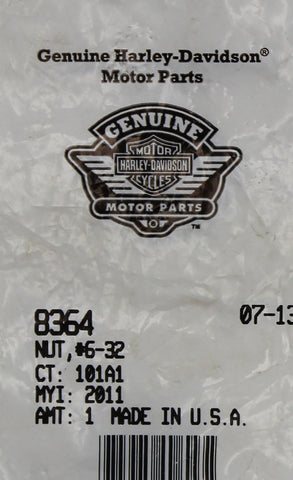 Genuine Harley-Davidson®
Motor Parts
GENUINE
MOTOR
HARLEY-DAVIDSON
CYCLES
MOTOR PARTS
™
8364 07-13
NUT,#6-32
CT: 101A1
MYI: 2011
AMT: 1 MADE IN U.S.A.